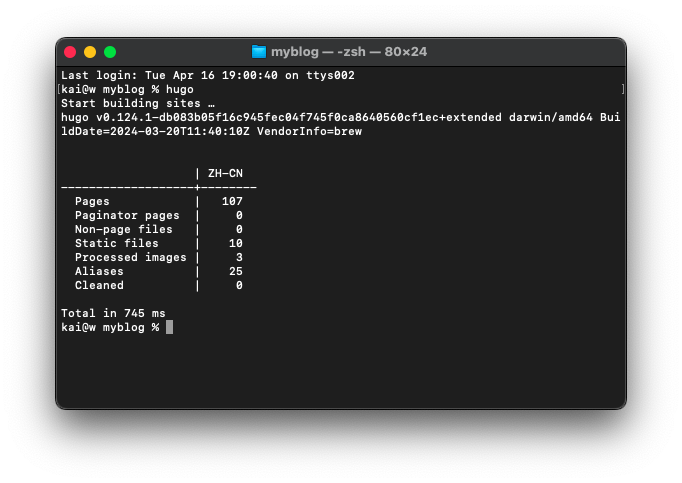 myblog — -zsh — 80×24
Last login: Tue Apr 16 19:00:40 on ttys002
[kai@w myblog % hugo ]
Start building sites …
hugo v0.124.1-db083b05f16c945fec04f745f0ca8640560cf1ec+extended darwin/amd64 Bui
ldDate=2024-03-20T11:40:10Z VendorInfo=brew
| ZH-CN
-------------------+--------
Pages | 107
Paginator pages | 0
Non-page files | 0
Static files | 10
Processed images | 3
Aliases | 25
Cleaned | 0
Total in 745 ms
kai@w myblog %